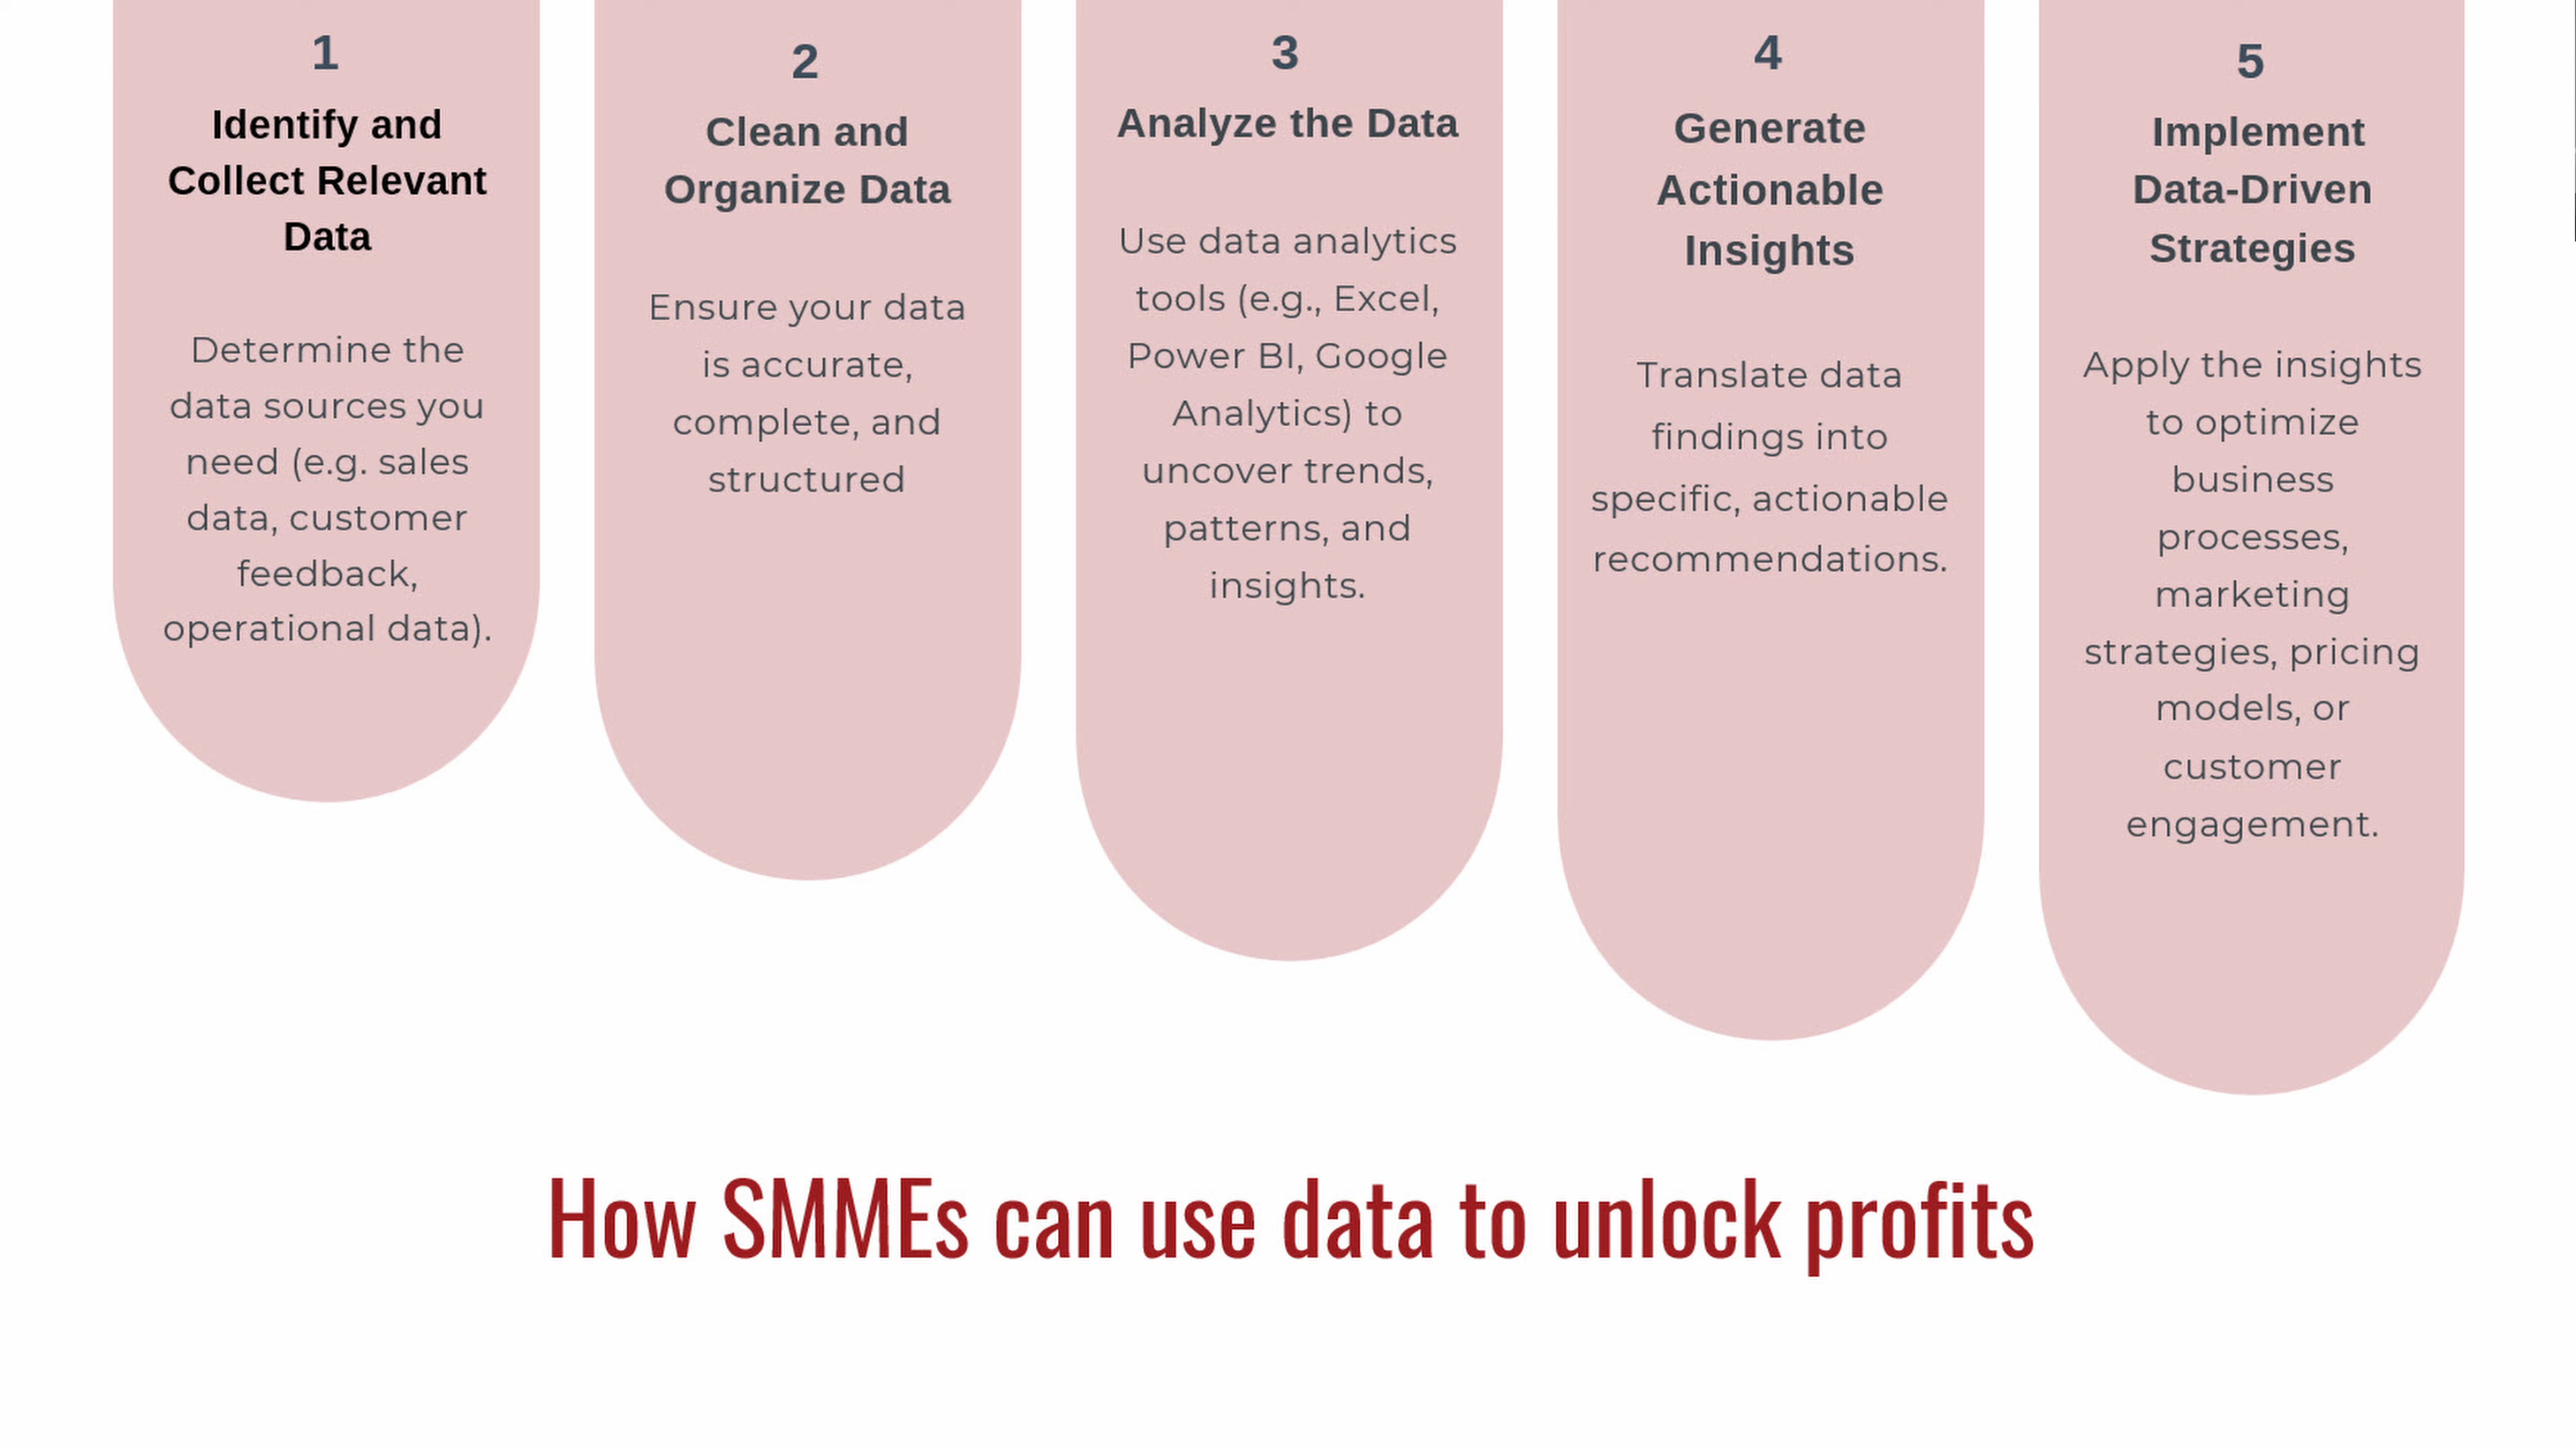 1
Identify and
Collect Relevant
Data
Determine the
data sources you
need (e.g. sales
data, customer
feedback,
operational data).
2
Clean and
Organize Data
Ensure your data
is accurate,
complete, and
structured
3
Analyze the Data
Use data analytics
tools (e.g., Excel,
Power BI, Google
Analytics) to
uncover trends,
patterns, and
insights.
4
Generate
Actionable
Insights
Translate data
findings into
specific, actionable
recommendations.
5
Implement
Data-Driven
Strategies
Apply the insights
to optimize
business
processes,
marketing
strategies, pricing
models, or
customer
engagement.
How SMMEs can use data to unlock profits